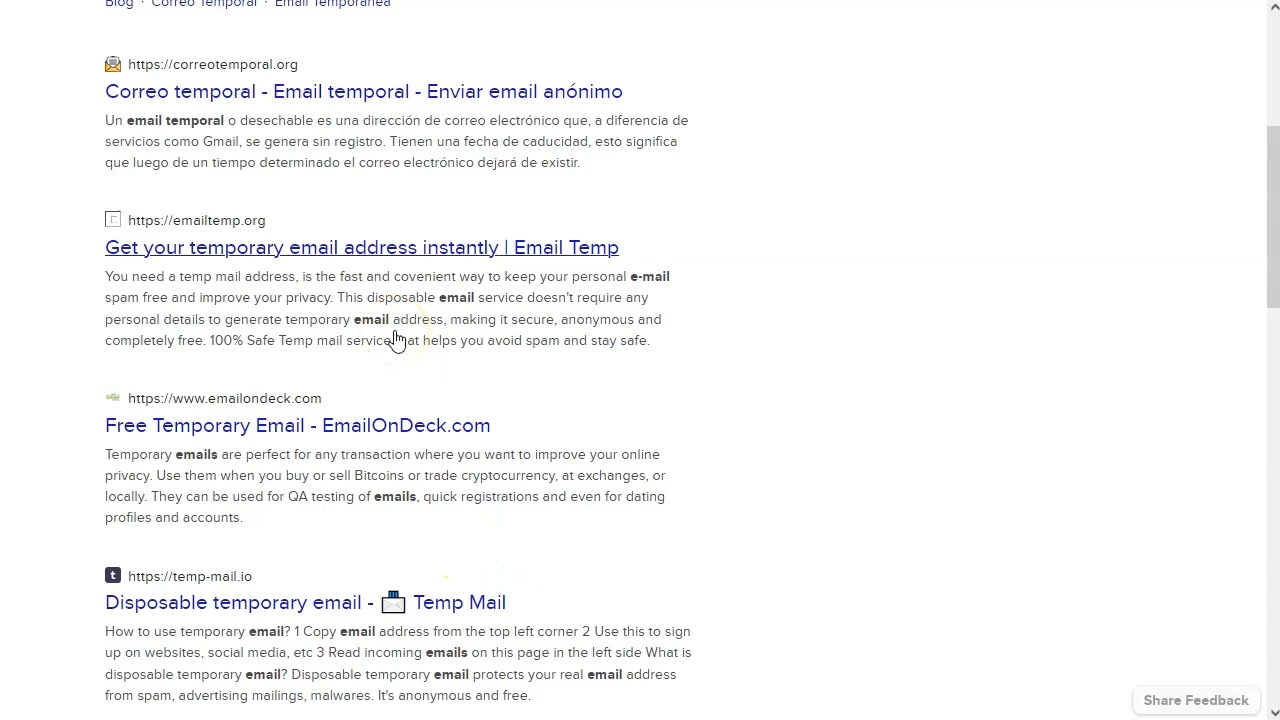 Blog · Correo Temporal · Email Temporanea
https://correotemporal.org
Correo temporal - Email temporal - Enviar email anónimo
Un email temporal o desechable es una dirección de correo electrónico que, a diferencia de
servicios como Gmail, se genera sin registro. Tienen una fecha de caducidad, esto significa
que luego de un tiempo determinado el correo electrónico dejará de existir.
https://emailtemp.org
Get your temporary email address instantly | Email Temp
You need a temp mail address, is the fast and covenient way to keep your personal e-mail
spam free and improve your privacy. This disposable email service doesn't require any
personal details to generate temporary email address, making it secure, anonymous and
completely free. 100% Safe Temp mail service that helps you avoid spam and stay safe.
https://www.emailondeck.com
Free Temporary Email - EmailOnDeck.com
Temporary emails are perfect for any transaction where you want to improve your online
privacy. Use them when you buy or sell Bitcoins or trade cryptocurrency, at exchanges, or
locally. They can be used for QA testing of emails, quick registrations and even for dating
profiles and accounts.
t https://temp-mail.io
Disposable temporary email - Temp Mail
How to use temporary email? 1 Copy email address from the top left corner 2 Use this to sign
up on websites, social media, etc 3 Read incoming emails on this page in the left side What is
disposable temporary email? Disposable temporary email protects your real email address
from spam, advertising mailings, malwares. It's anonymous and free.
Share Feedback